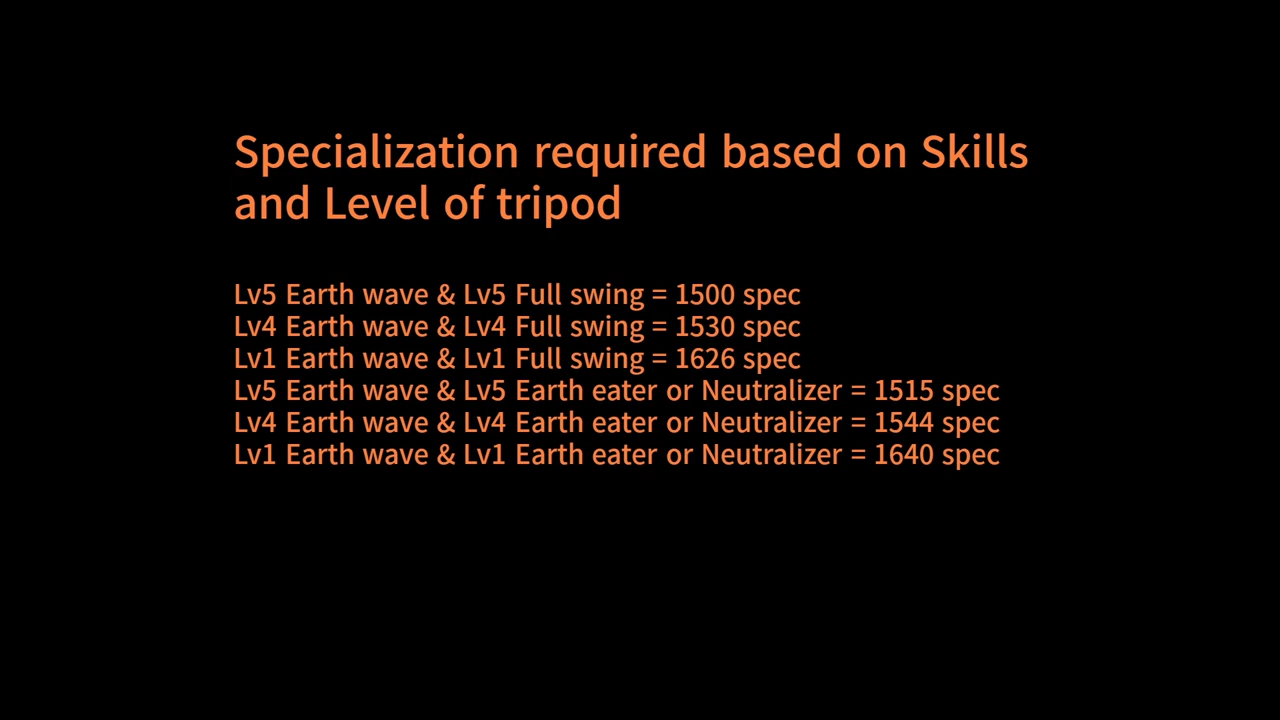 Specialization required based on Skills
and Level of tripod
Lv5 Earth wave & Lv5 Full swing = 1500 spec
Lv4 Earth wave & Lv4 Full swing = 1530 spec
Lv1 Earth wave & Lv1 Full swing = 1626 spec
Lv5 Earth wave & Lv5 Earth eater or Neutralizer = 1515 spec
Lv4 Earth wave & Lv4 Earth eater or Neutralizer = 1544 spec
Lv1 Earth wave & Lv1 Earth eater or Neutralizer = 1640 spec